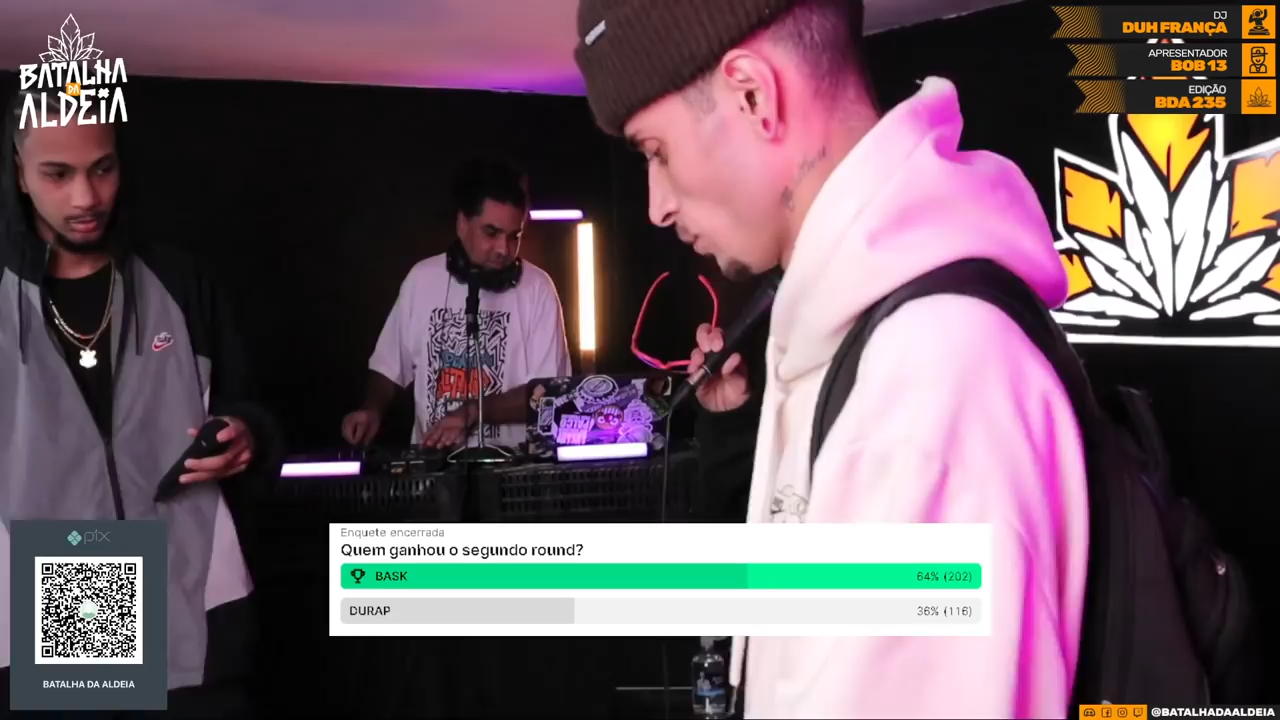 BATALHA
DA
ALDEIA
DJ
DUH FRANÇA
APRESENTADOR
BOB 13
EDIÇÃO
BDA 235
Enquete encerrada
Quem ganhou o segundo round?
BASK
64% (202)
DURAP
36% (116)
pix
BATALHA DA ALDEIA
@BATALHADAALDEIA